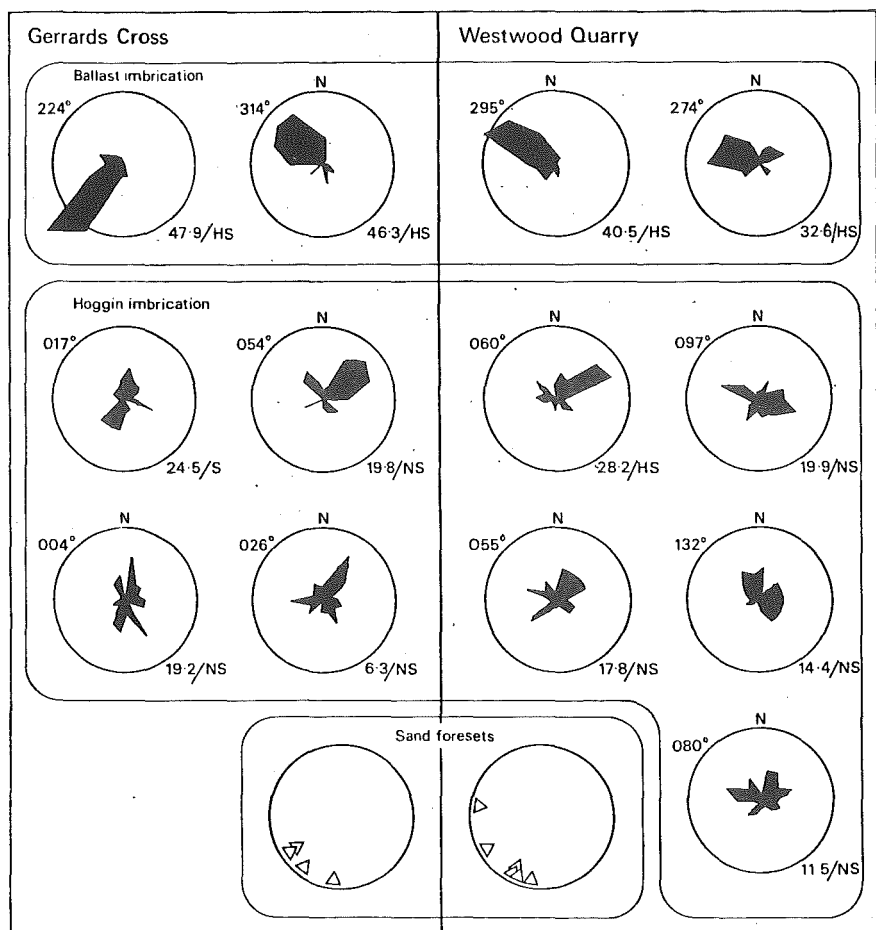 Gerrards Cross
Westwood Quarry
Ballast imbrication
224°
47·9/HS
N
314°
46·3/HS
N
295°
40·5/HS
N
274°
32·6/HS
Hoggin imbrication
017°
24·5/S
N
054°
19·8/NS
N
060°
28·2/HS
N
097°
19·9/NS
N
004°
19·2/NS
N
026°
6·3/NS
N
055°
17·8/NS
N
132°
14·4/NS
Sand foresets
N
080°
11 5/NS